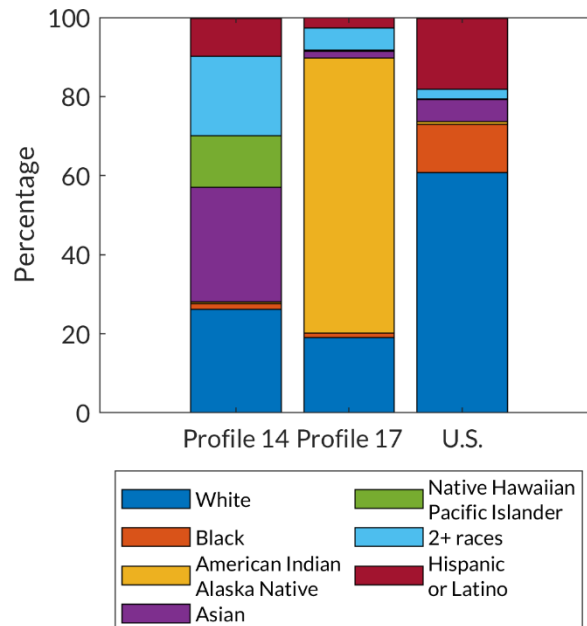 100
80
60
40
20
0
Percentage
Profile 14 Profile 17 U.S.
White
Black
American Indian
Alaska Native
Asian
Native Hawaiian
Pacific Islander
2+ races
Hispanic
or Latino